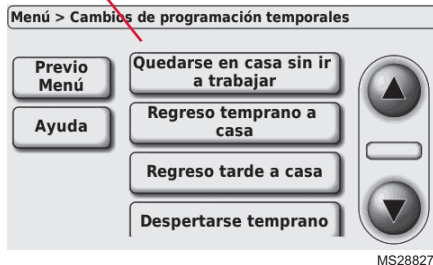 Menú > Cambios de programación temporales
Previo
Menú
Ayuda
Quedarse en casa sin ir
a trabajar
Regreso temprano a
casa
Regreso tarde a casa
Despertarse temprano
MS28827